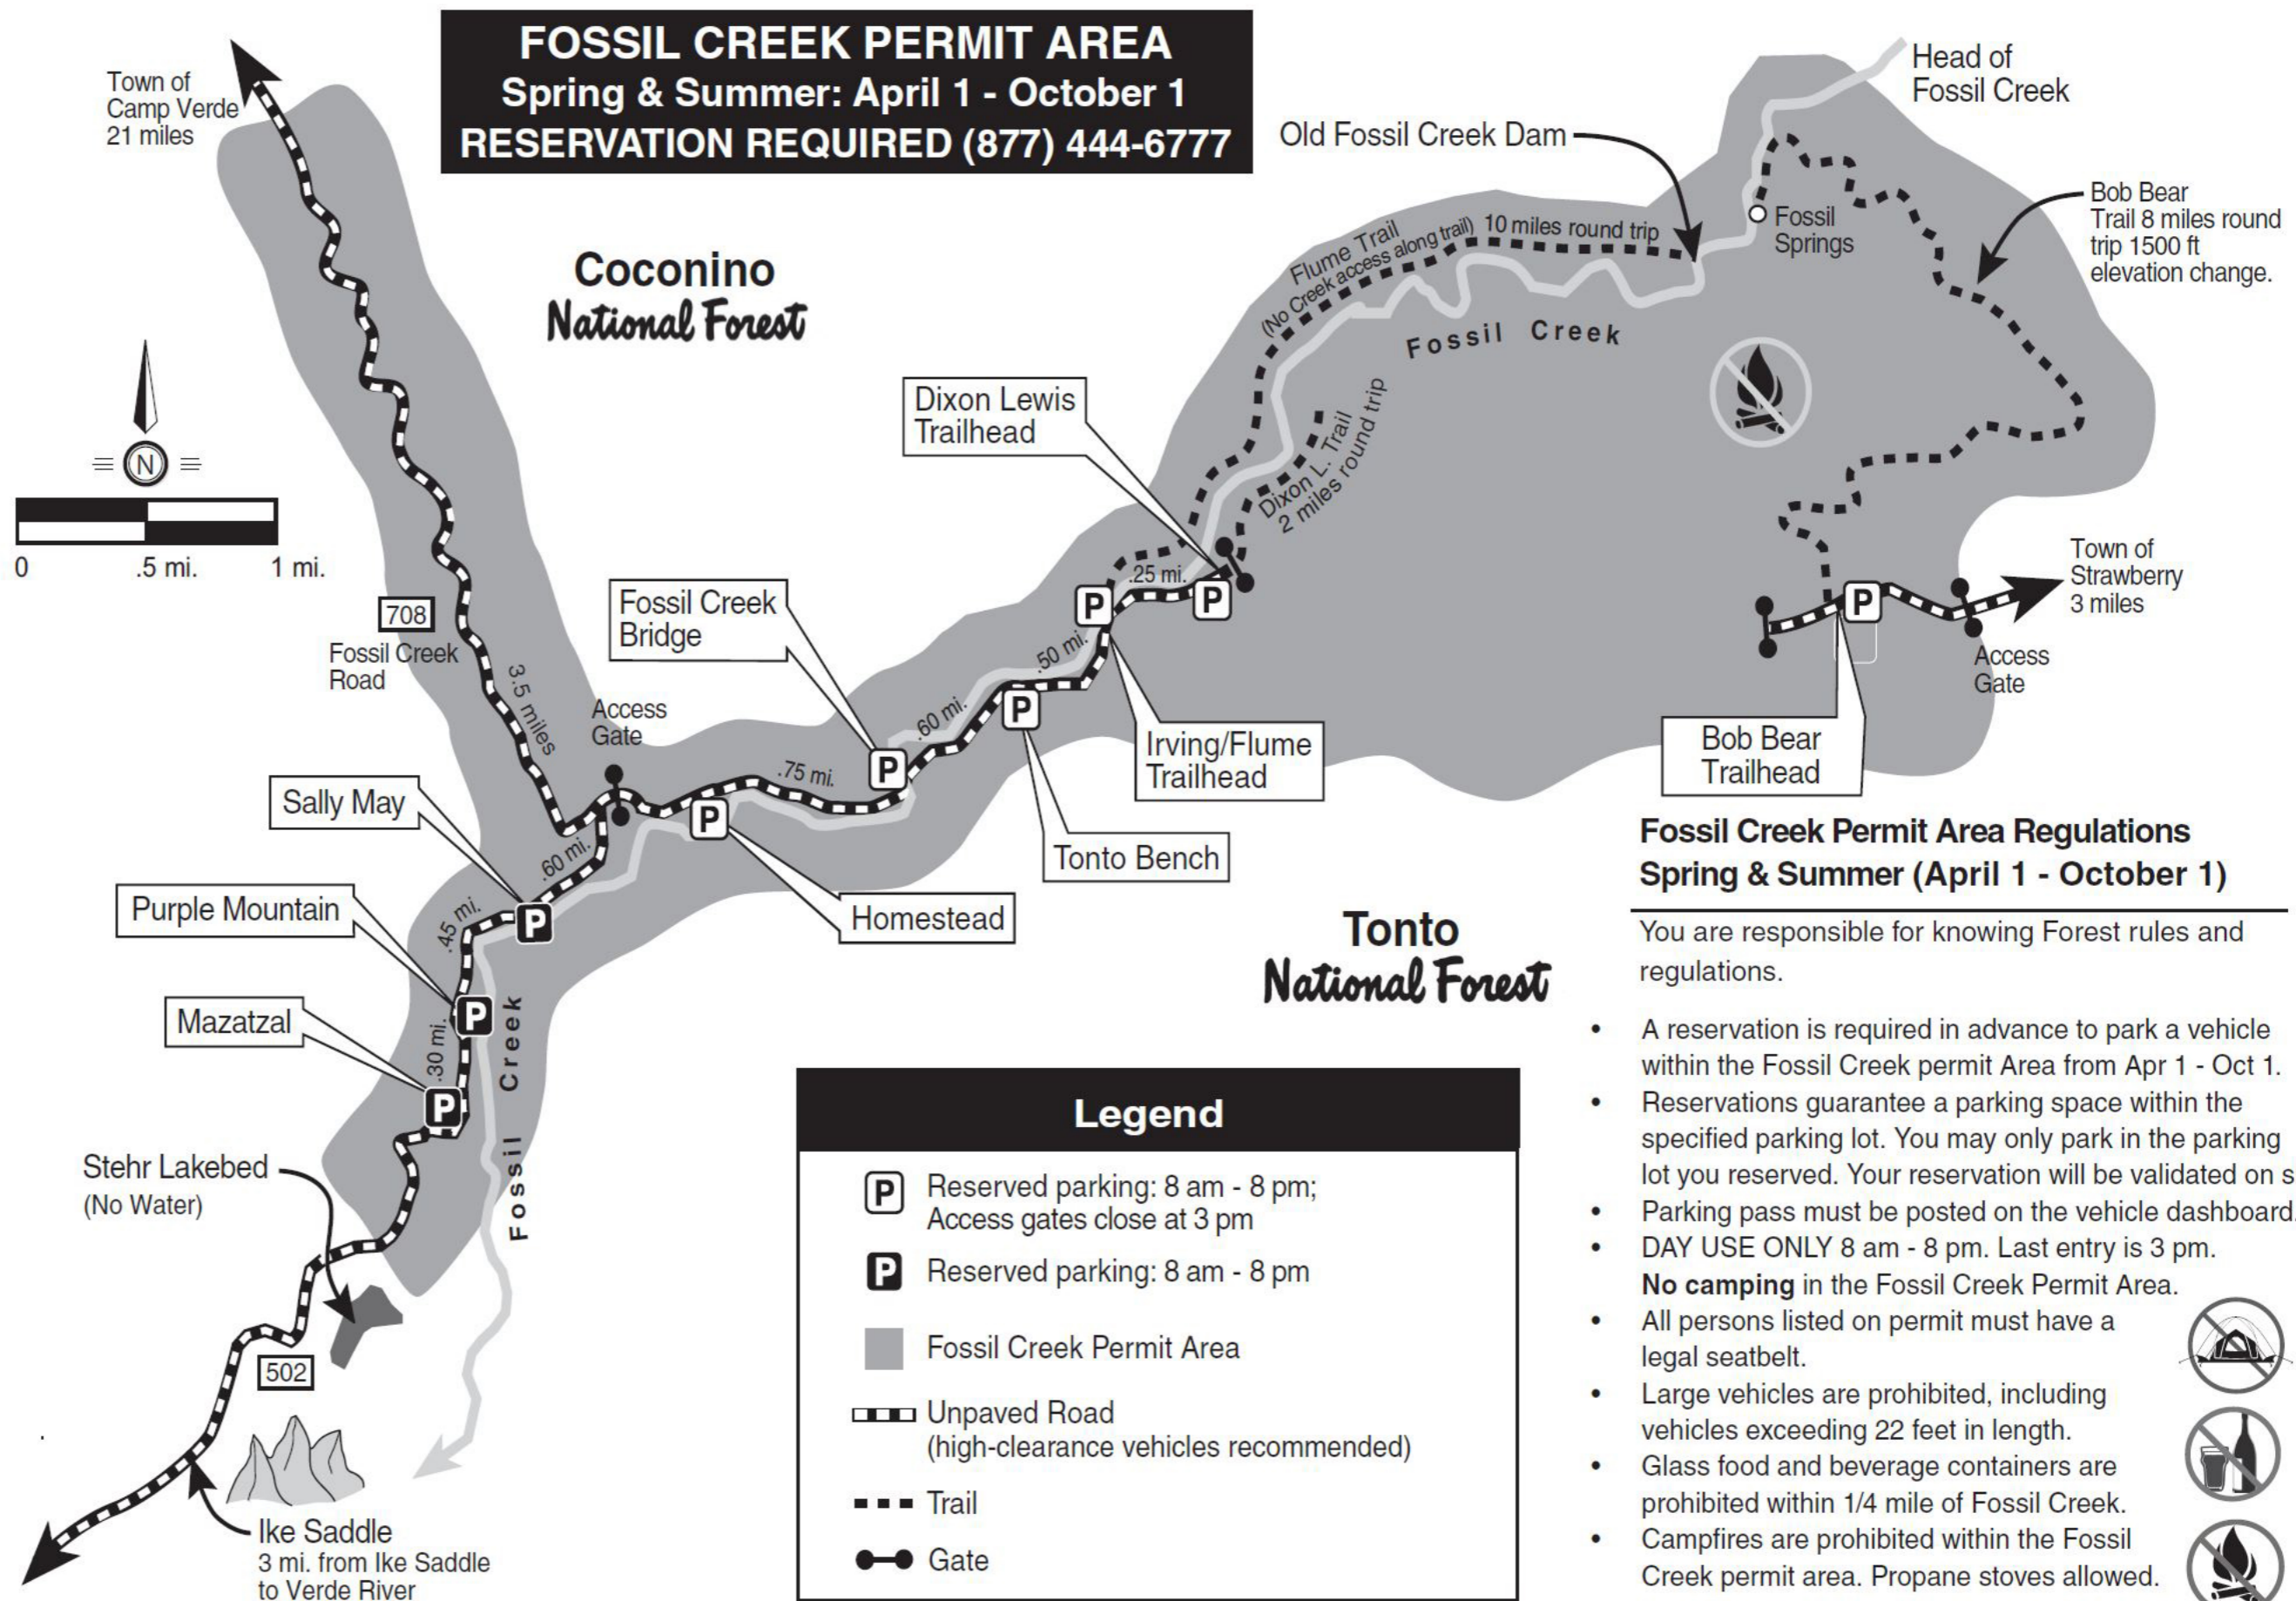 FOSSIL CREEK PERMIT AREA
Spring & Summer: April 1 - October 1
RESERVATION REQUIRED (877) 444-6777
Town of
Camp Verde
21 miles
Head of
Fossil Creek
Old Fossil Creek Dam
Bob Bear
Trail 8 miles round
trip 1500 ft
elevation change.
Fossil
Springs
Flume Trail
(No Creek access along trail)
10 miles round trip
Coconino
National Forest
Fossil Creek
Dixon Lewis
Trailhead
Dixon L. Trail
2 miles round trip
N
0 .5 mi. 1 mi.
708
Fossil Creek
Road
3.5 miles
Fossil Creek
Bridge
Access
Gate
.25 mi.
P
P
.50 mi.
P
.60 mi.
P
.75 mi.
P
Irving/Flume
Trailhead
Tonto Bench
Homestead
Town of
Strawberry
3 miles
P
Access
Gate
Bob Bear
Trailhead
Sally May
.60 mi.
P
Purple Mountain
.45 mi.
P
Mazatzal
.30 mi.
P
Fossil Creek
Stehr Lakebed
(No Water)
502
Ike Saddle
3 mi. from Ike Saddle
to Verde River
Tonto
National Forest
Legend
P Reserved parking: 8 am - 8 pm;
Access gates close at 3 pm
P Reserved parking: 8 am - 8 pm
Fossil Creek Permit Area
Unpaved Road
(high-clearance vehicles recommended)
Trail
Gate
Fossil Creek Permit Area Regulations
Spring & Summer (April 1 - October 1)
You are responsible for knowing Forest rules and
regulations.
• A reservation is required in advance to park a vehicle
within the Fossil Creek permit Area from Apr 1 - Oct 1.
• Reservations guarantee a parking space within the
specified parking lot. You may only park in the parking
lot you reserved. Your reservation will be validated on s
• Parking pass must be posted on the vehicle dashboard.
• DAY USE ONLY 8 am - 8 pm. Last entry is 3 pm.
No camping in the Fossil Creek Permit Area.
• All persons listed on permit must have a
legal seatbelt.
• Large vehicles are prohibited, including
vehicles exceeding 22 feet in length.
• Glass food and beverage containers are
prohibited within 1/4 mile of Fossil Creek.
• Campfires are prohibited within the Fossil
Creek permit area. Propane stoves allowed.